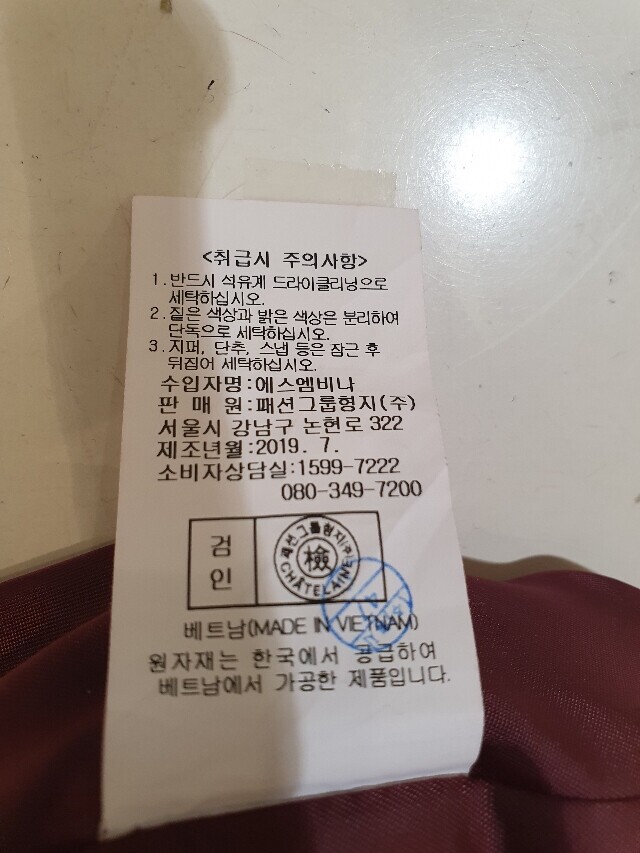 <취급시 주의사항>
1. 반드시 석유계 드라이클리닝으로
세탁하십시오.
2. 짙은 색상과 밝은 색상은 분리하여
단독으로 세탁하십시오.
3. 지퍼, 단추, 스냅 등은 잠근 후
뒤집어 세탁하십시오.
수입자명:에스엠비나
판 매 원:패션그룹형지(주)
서울시 강남구 논현로 322
제조년월:2019. 7.
소비자상담실:1599-7222
080-349-7200
검
인
패션그룹형지(주)
檢
CHATELAINE
베트남(MADE IN VIETNAM)
원자재는 한국에서 공급하여
베트남에서 가공한 제품입니다.